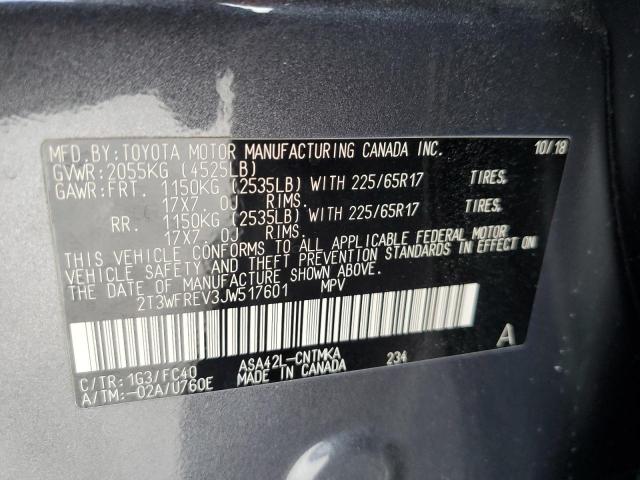 MFD.BY:TOYOTA MOTOR MANUFACTURING CANADA INC. 10/18
GVWR:2055KG (4525LB)
GAWR:FRT. 1150KG (2535LB) WITH 225/65R17 TIRES,
17X7.0J RIMS.
RR. 1150KG (2535LB) WITH 225/65R17 TIRES,
17X7.0J RIMS.
THIS VEHICLE CONFORMS TO ALL APPLICABLE FEDERAL MOTOR
VEHICLE SAFETY AND THEFT PREVENTION STANDARDS IN EFFECT ON
THE DATE OF MANUFACTURE SHOWN ABOVE.
2T3WFREV3JW517601 MPV
ASA42L-CNTMKA 234 A
C/TR:1G3/FC40 MADE IN CANADA
A/TM:-02A/U760E